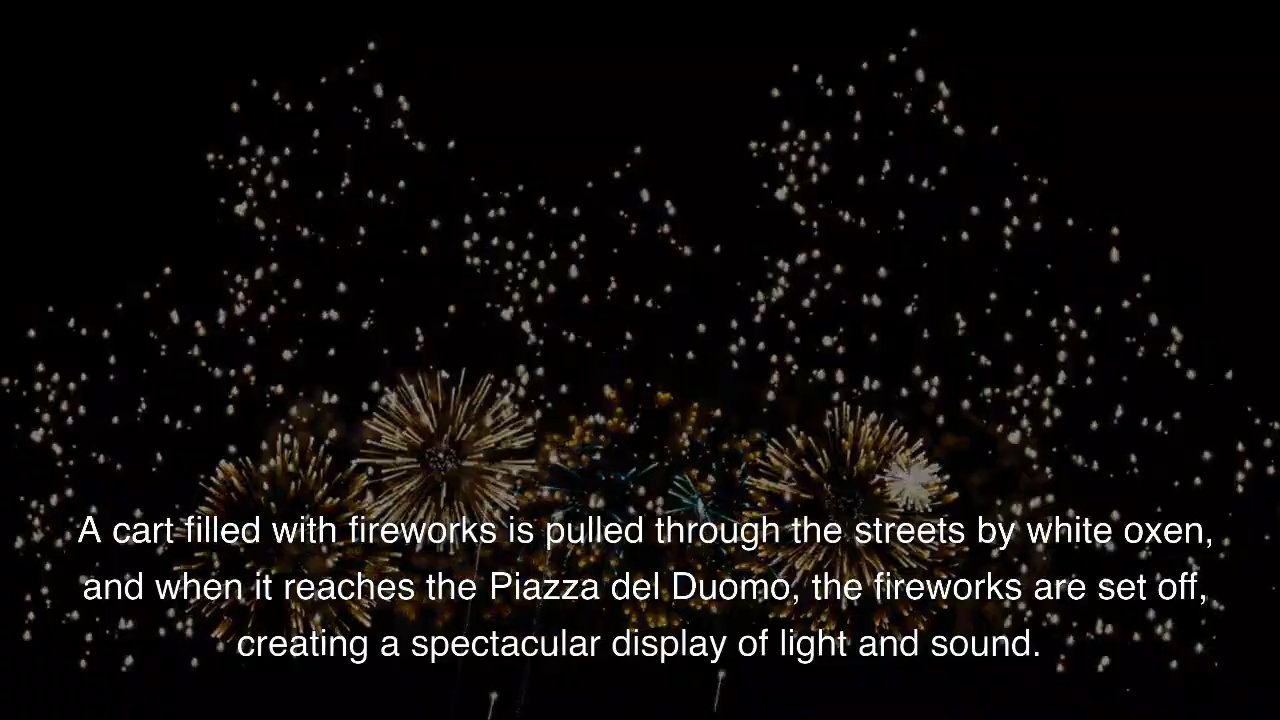 A cart filled with fireworks is pulled through the streets by white oxen,
and when it reaches the Piazza del Duomo, the fireworks are set off,
creating a spectacular display of light and sound.